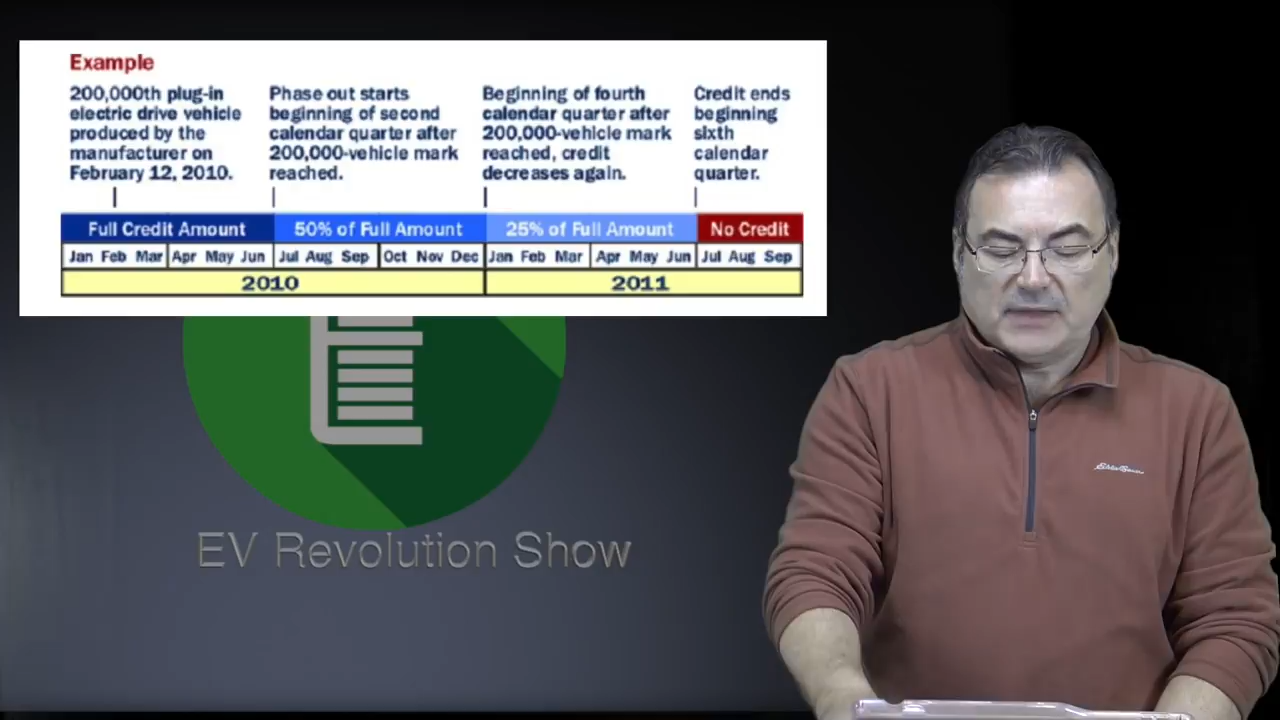 Example
200,000th plug-in
electric drive vehicle
produced by the
manufacturer on
February 12, 2010.
Phase out starts
beginning of second
calendar quarter after
200,000-vehicle mark
reached.
Beginning of fourth
calendar quarter after
200,000-vehicle mark
reached, credit
decreases again.
Credit ends
beginning
sixth
calendar
quarter.
Full Credit Amount 50% of Full Amount 25% of Full Amount No Credit
Jan Feb Mar Apr May Jun Jul Aug Sep Oct Nov Dec Jan Feb Mar Apr May Jun Jul Aug Sep
2010 2011
EV Revolution Show
Eddie Bauer